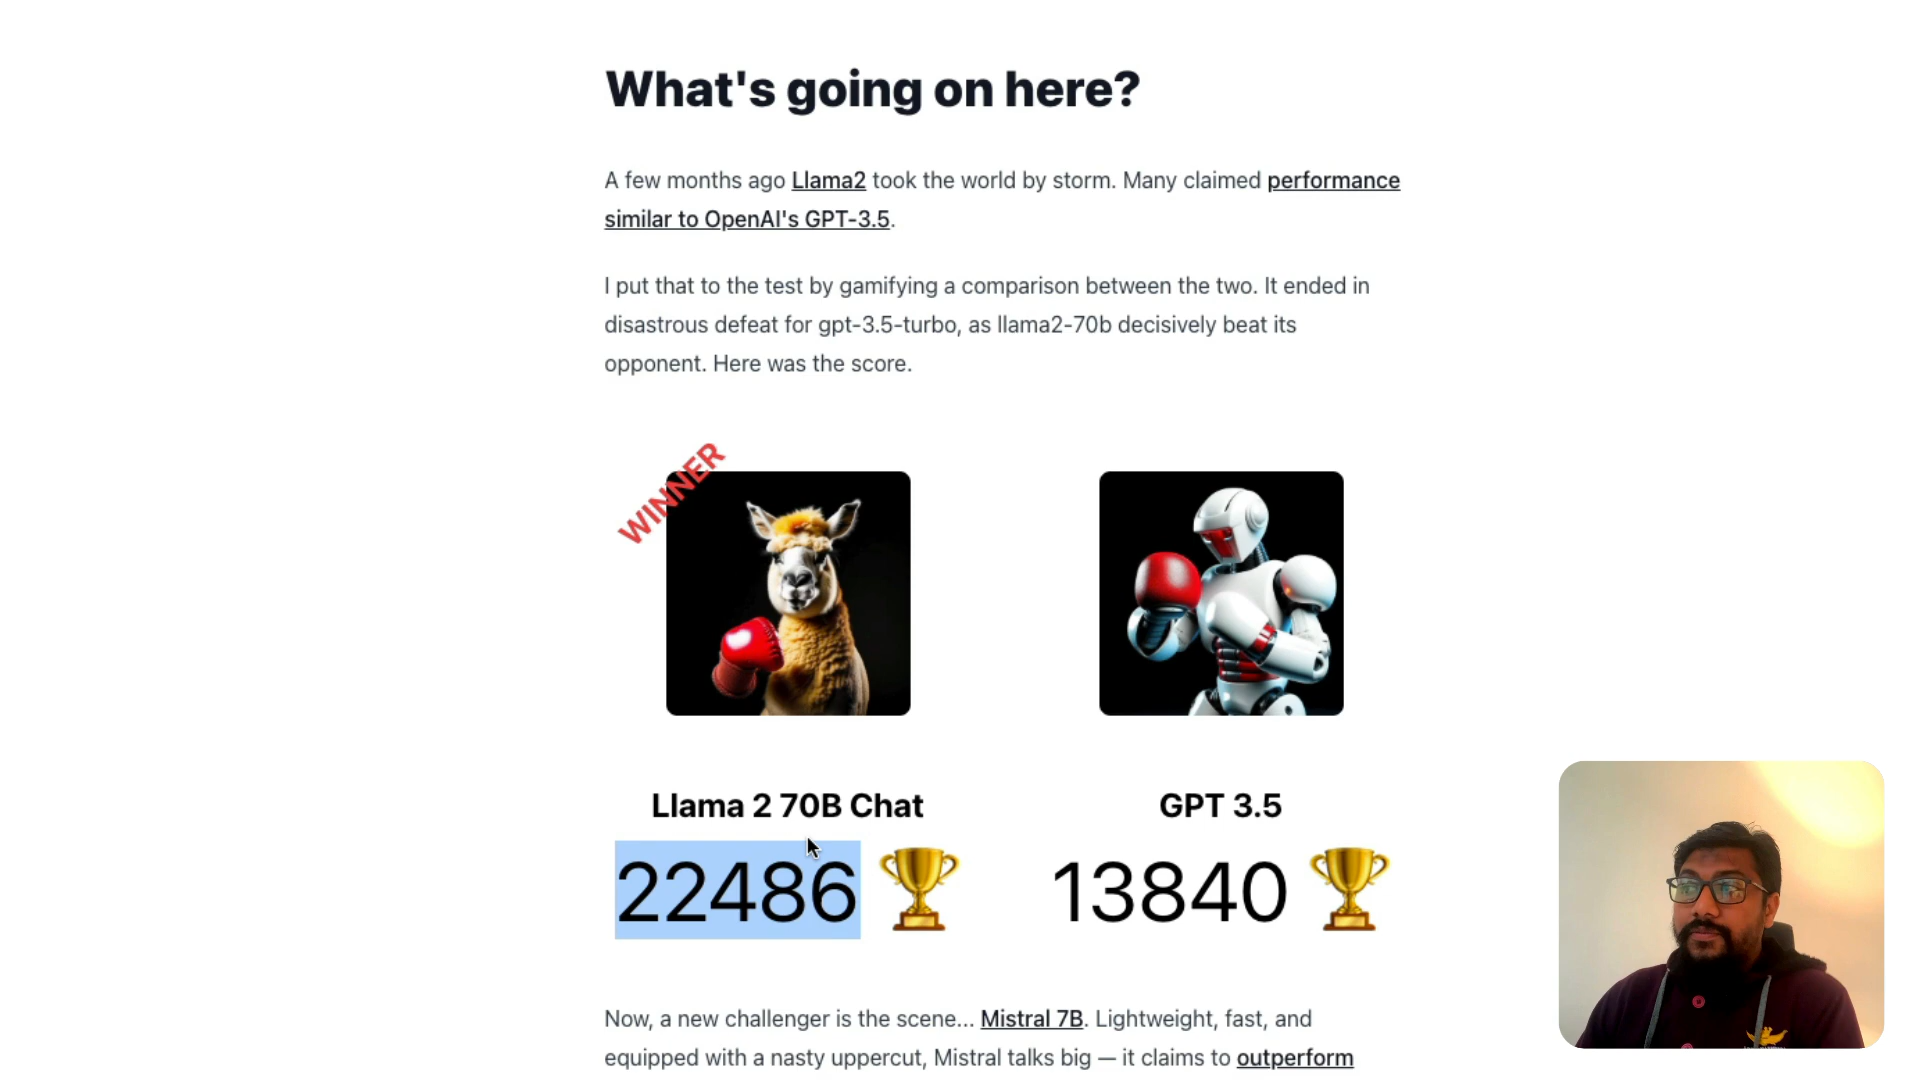 What's going on here?
A few months ago Llama2 took the world by storm. Many claimed performance
similar to OpenAI's GPT-3.5.
I put that to the test by gamifying a comparison between the two. It ended in
disastrous defeat for gpt-3.5-turbo, as llama2-70b decisively beat its
opponent. Here was the score.
WINNER
Llama 2 70B Chat
GPT 3.5
22486
13840
Now, a new challenger is the scene... Mistral 7B. Lightweight, fast, and
equipped with a nasty uppercut, Mistral talks big — it claims to outperform